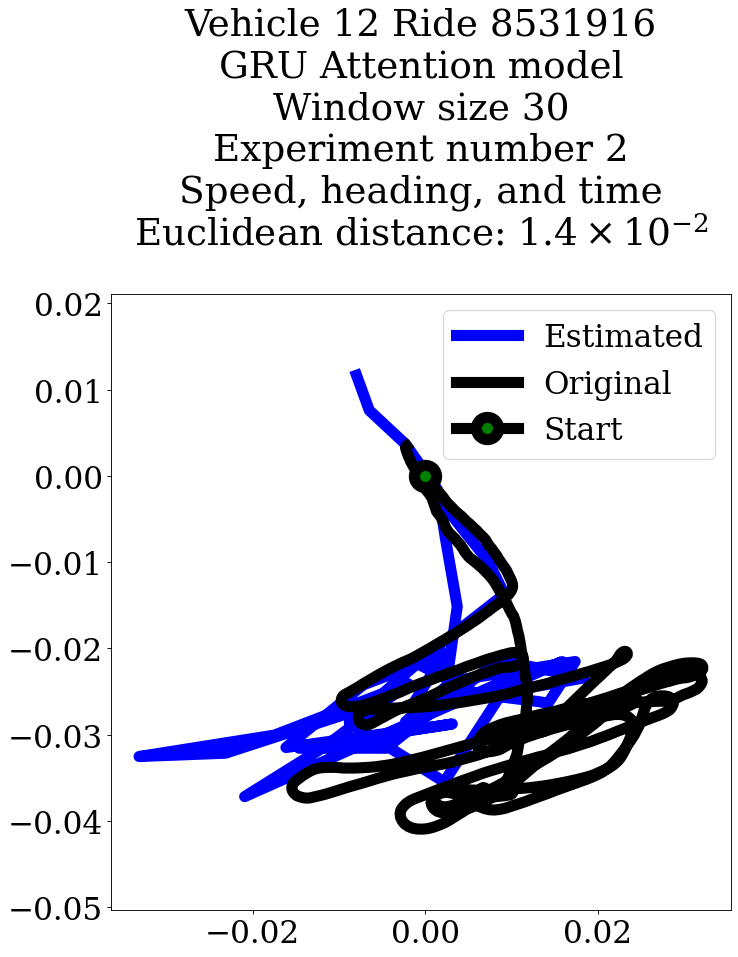 Vehicle 12 Ride 8531916
GRU Attention model
Window size 30
Experiment number 2
Speed, heading, and time
Euclidean distance: 1.4 × 10⁻²
0.02
0.01
0.00
−0.01
−0.02
−0.03
−0.04
−0.05
Estimated
Original
Start
−0.02
0.00
0.02